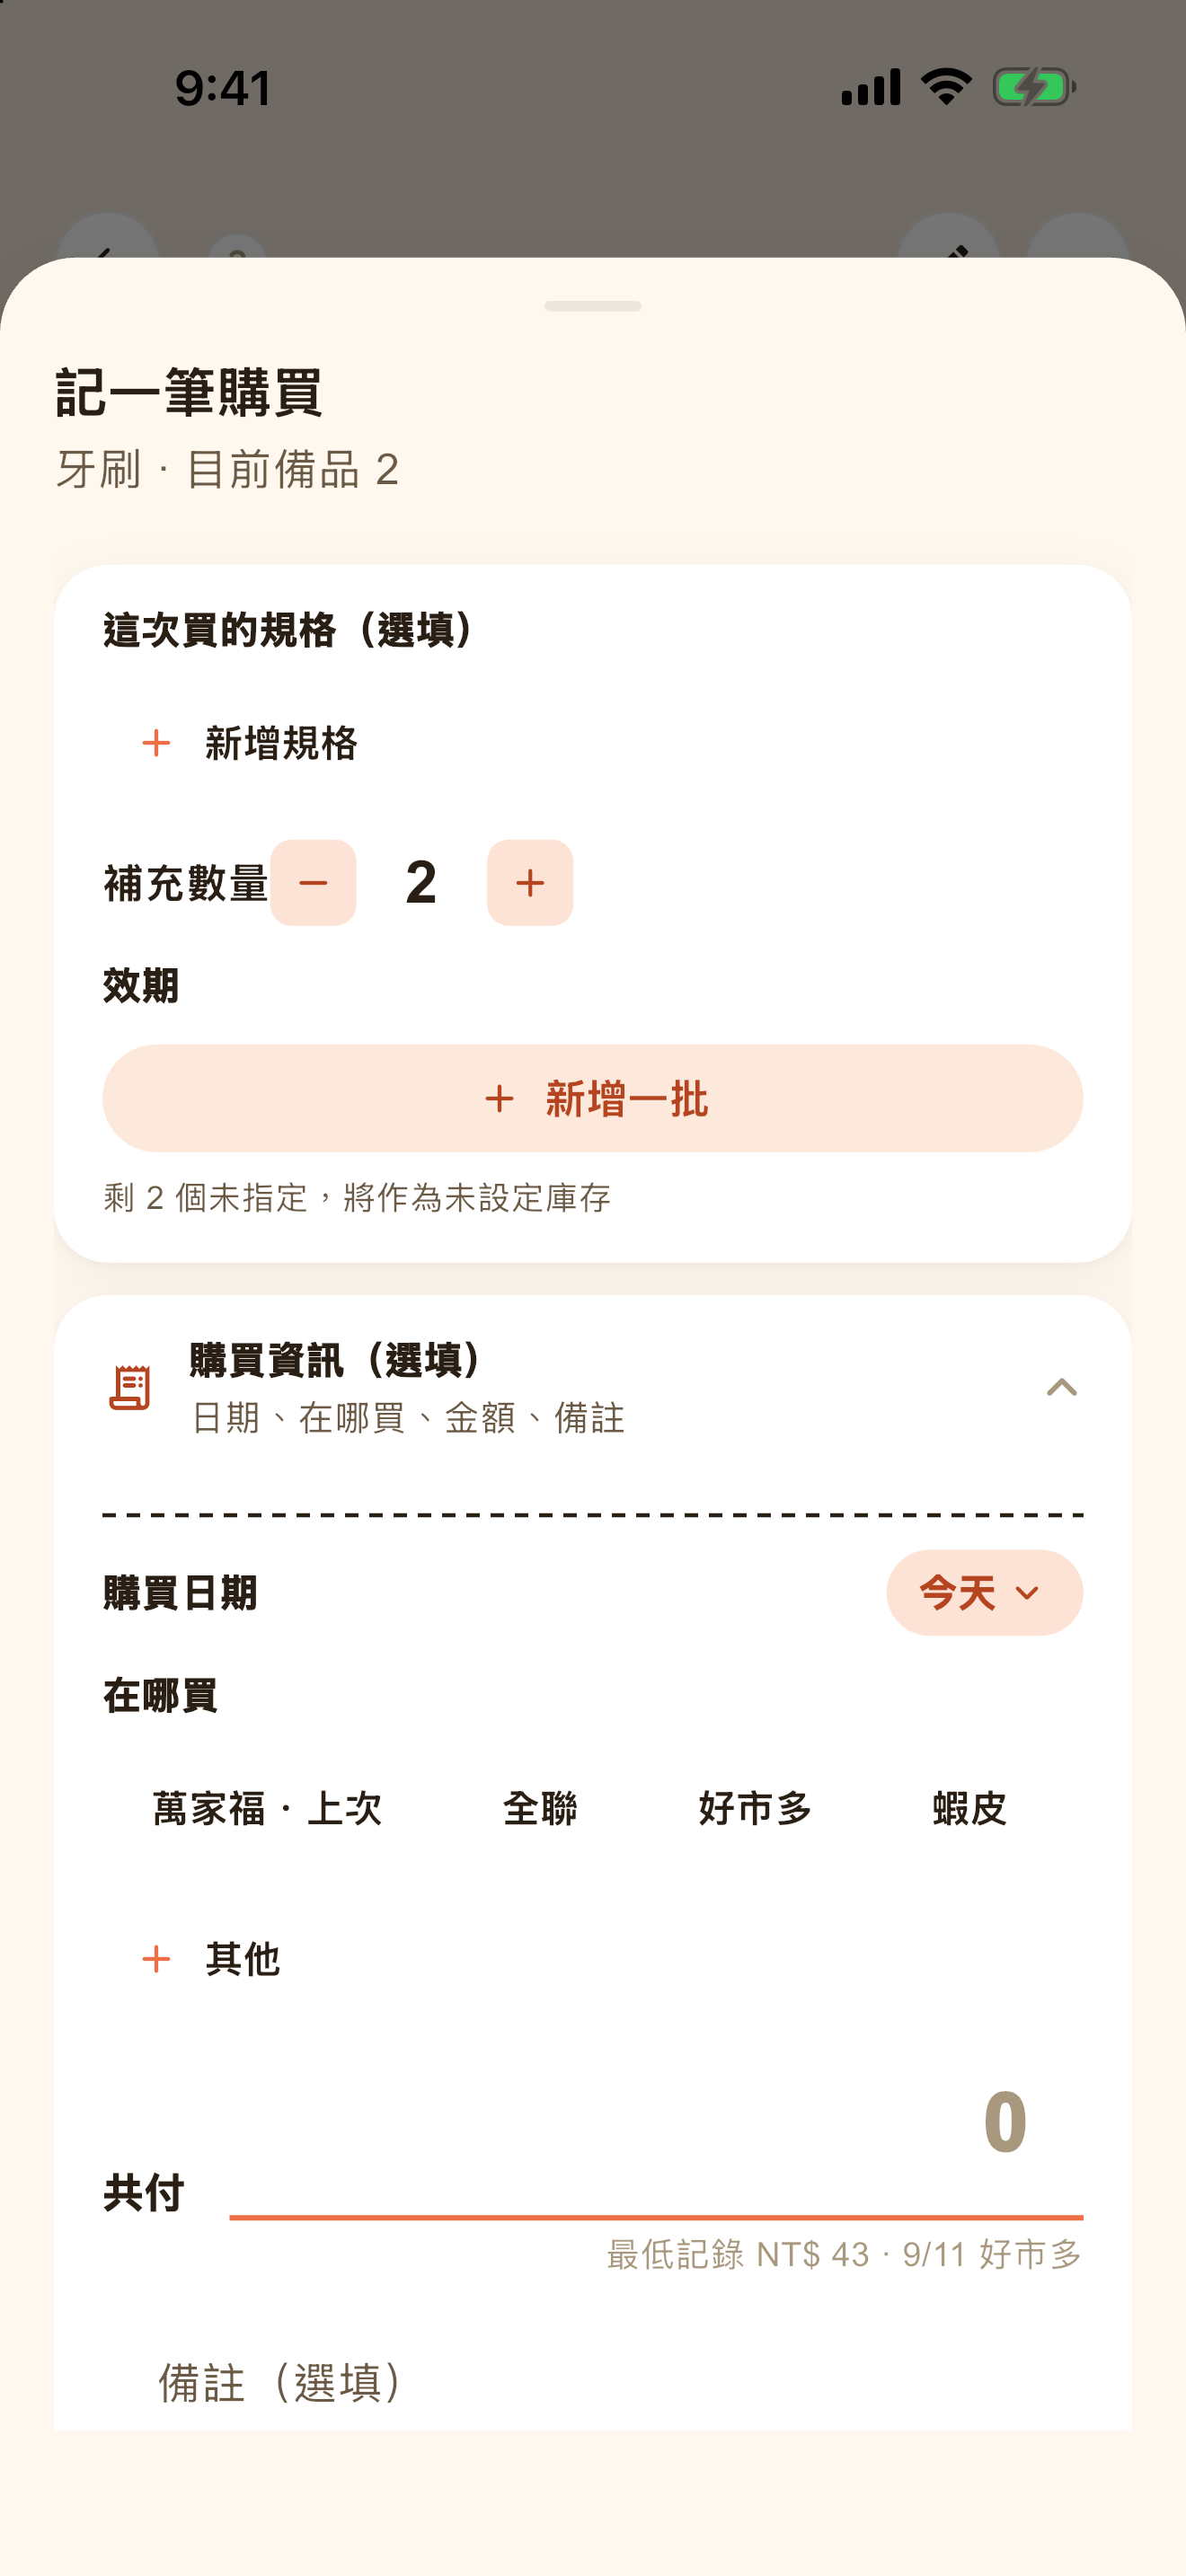 9:41
記一筆購買
牙刷 · 目前備品 2
這次買的規格（選填）
+ 新增規格
補充數量 − 2 +
效期
+ 新增一批
剩 2 個未指定，將作為未設定庫存
購買資訊（選填）
日期、在哪買、金額、備註
購買日期 今天
在哪買
萬家福 · 上次 全聯 好市多 蝦皮
+ 其他
0
共付
最低記錄 NT$ 43 · 9/11 好市多
備註（選填）